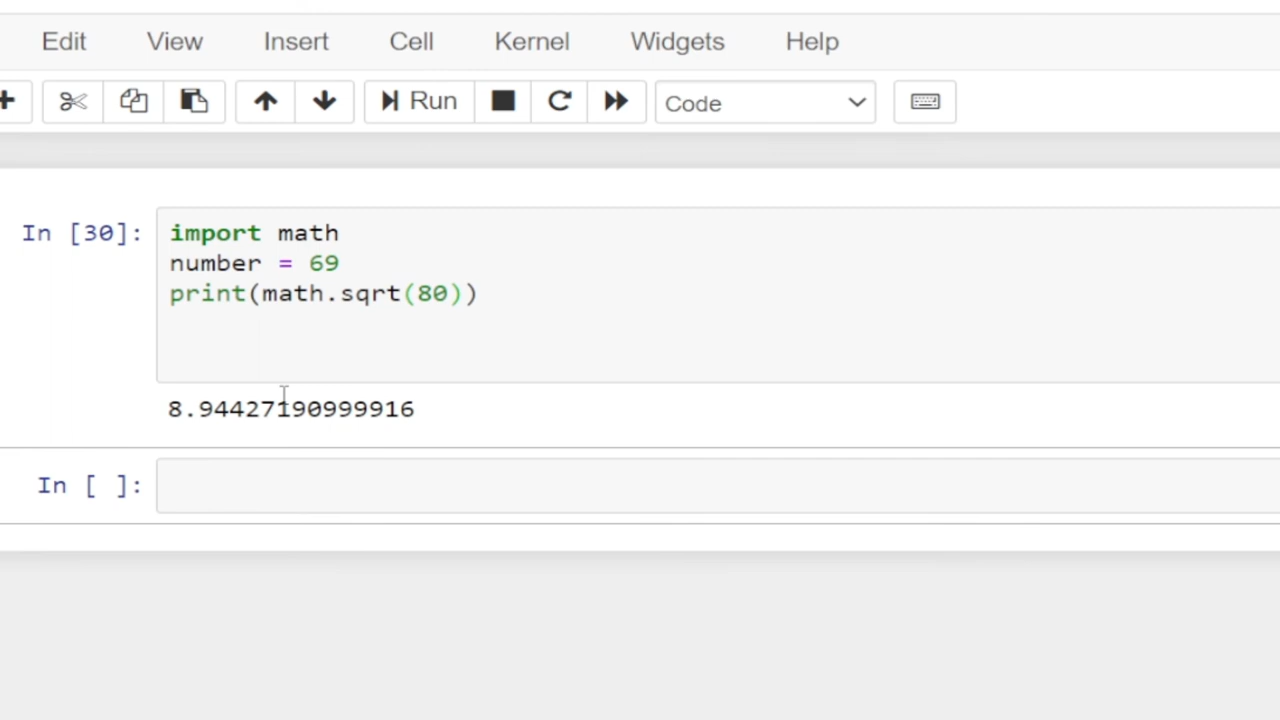 Edit View Insert Cell Kernel Widgets Help
Run Code
In [30]:
import math
number = 69
print(math.sqrt(80))
8.94427190999916
In [ ]: